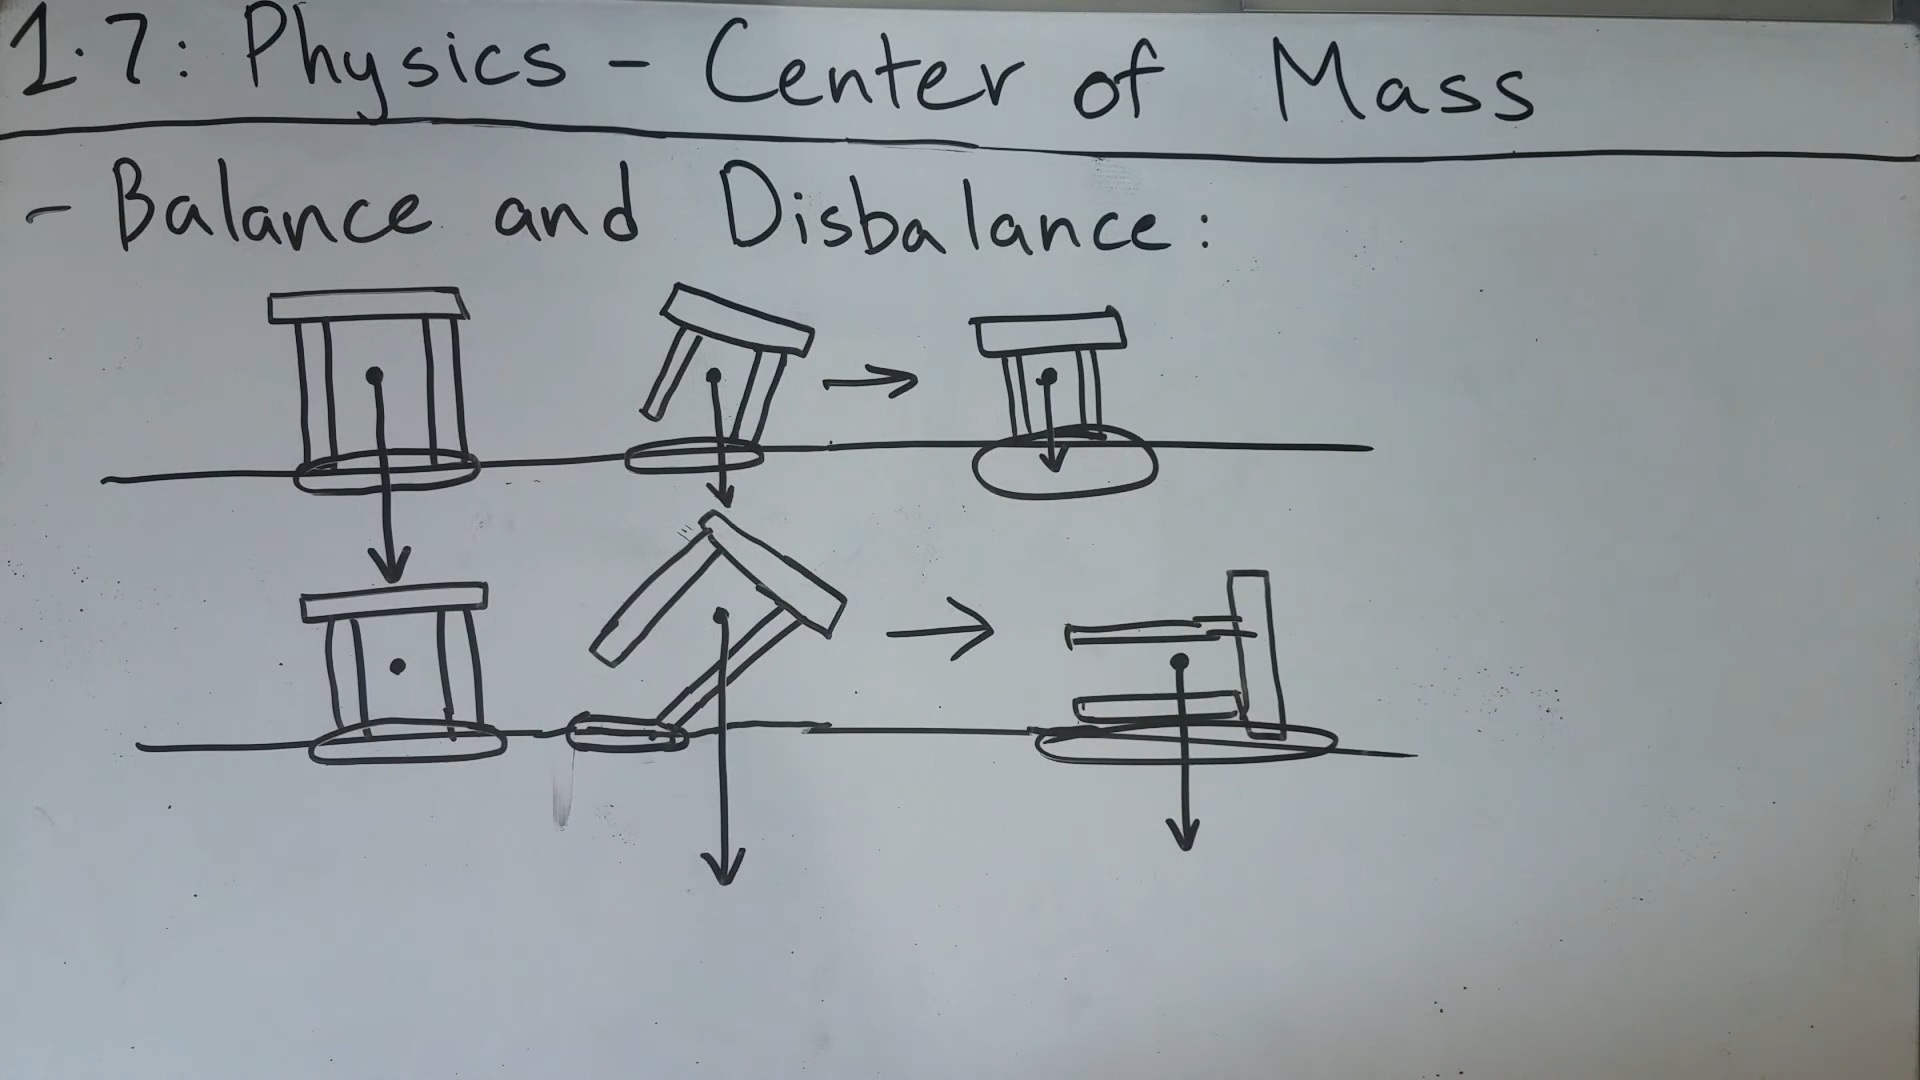 1.7: Physics - Center of Mass
- Balance and Disbalance: